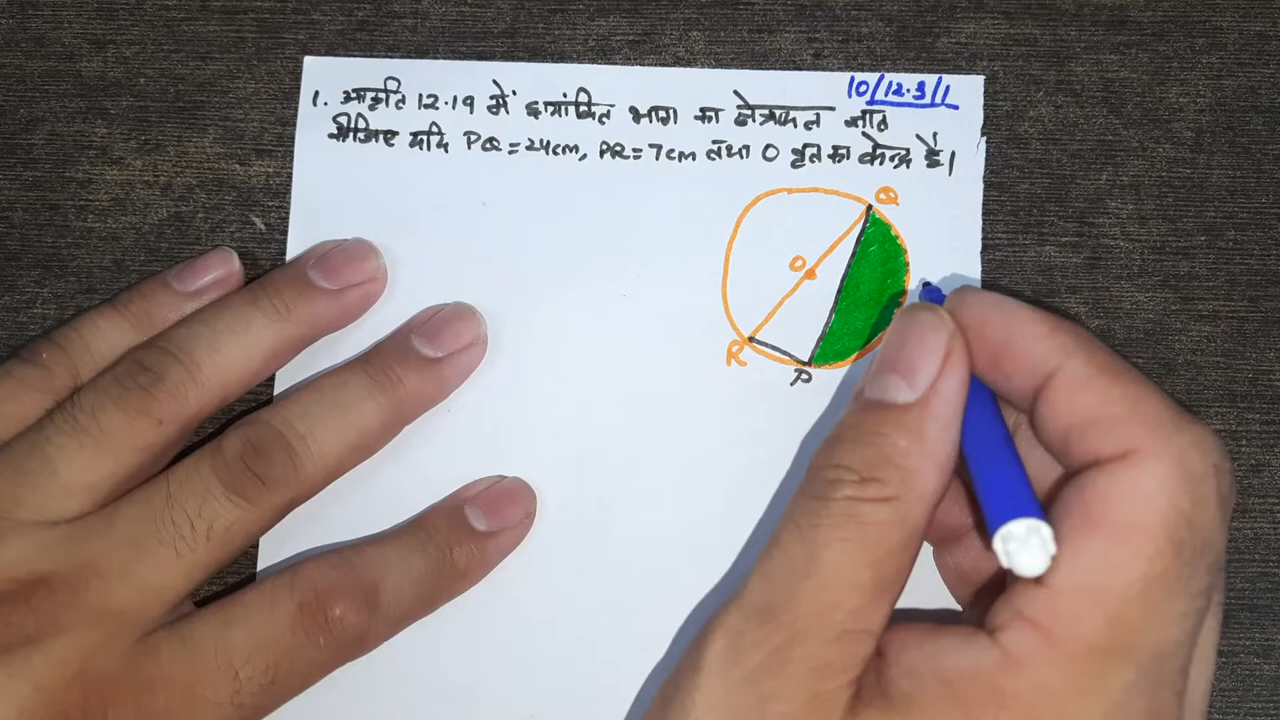 10/12.3/1
1. आकृति 12.19 में छायांकित भाग का क्षेत्रफल ज्ञात
कीजिए यदि PQ = 24cm, PR = 7cm तथा O वृत का केन्द्र है।
Q
O
R
P